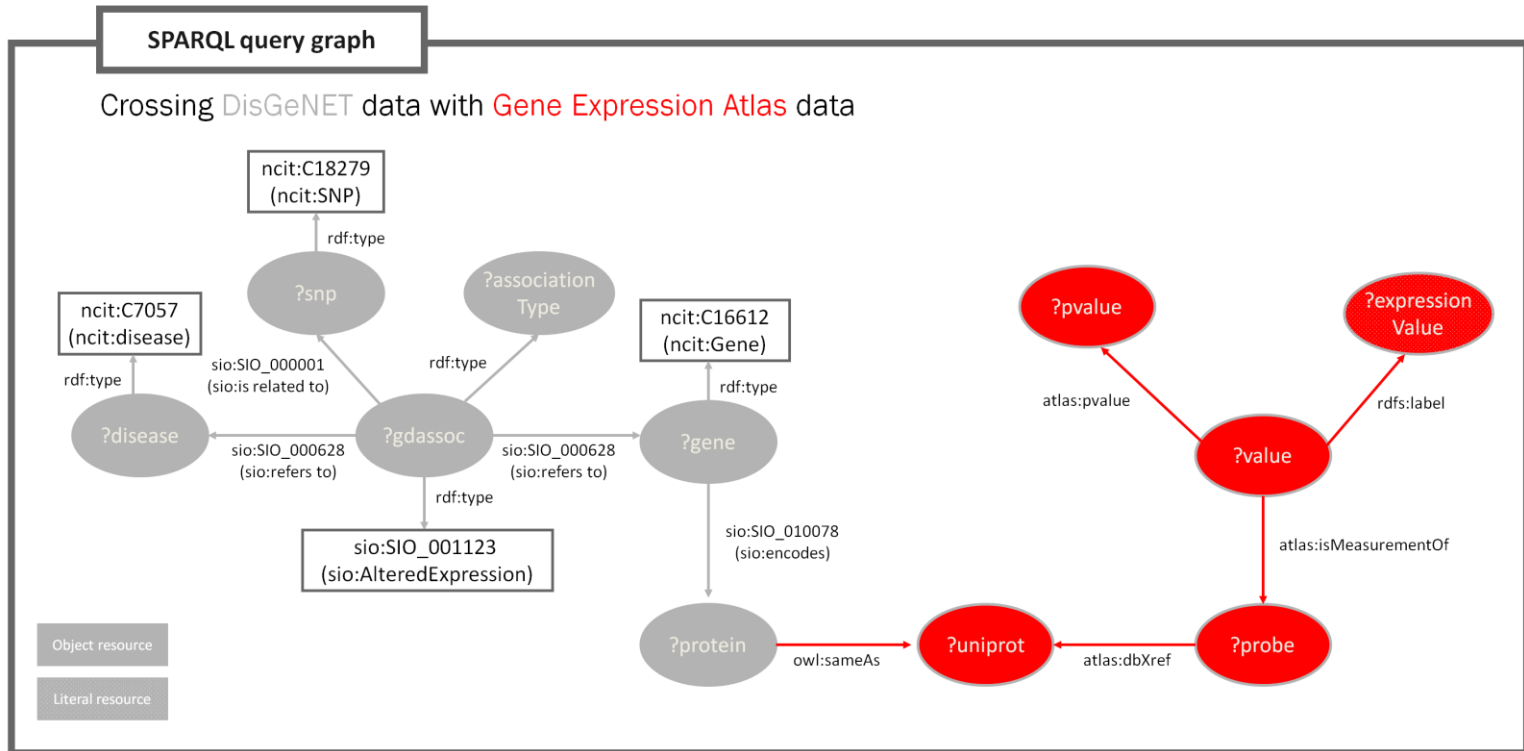 SPARQL query graph
Crossing DisGeNET data with Gene Expression Atlas data
ncit:C18279
(ncit:SNP)
rdf:type
?snp
?association
Type
ncit:C7057
(ncit:disease)
ncit:C16612
(ncit:Gene)
?pvalue
?expression
Value
rdf:type
sio:SIO_000001
(sio:is related to)
rdf:type
rdf:type
atlas:pvalue
rdfs:label
?disease
sio:SIO_000628
(sio:refers to)
?gdassoc
sio:SIO_000628
(sio:refers to)
?gene
?value
rdf:type
sio:SIO_001123
(sio:AlteredExpression)
sio:SIO_010078
(sio:encodes)
atlas:isMeasurementOf
Object resource
Literal resource
?protein
owl:sameAs
?uniprot
atlas:dbXref
?probe